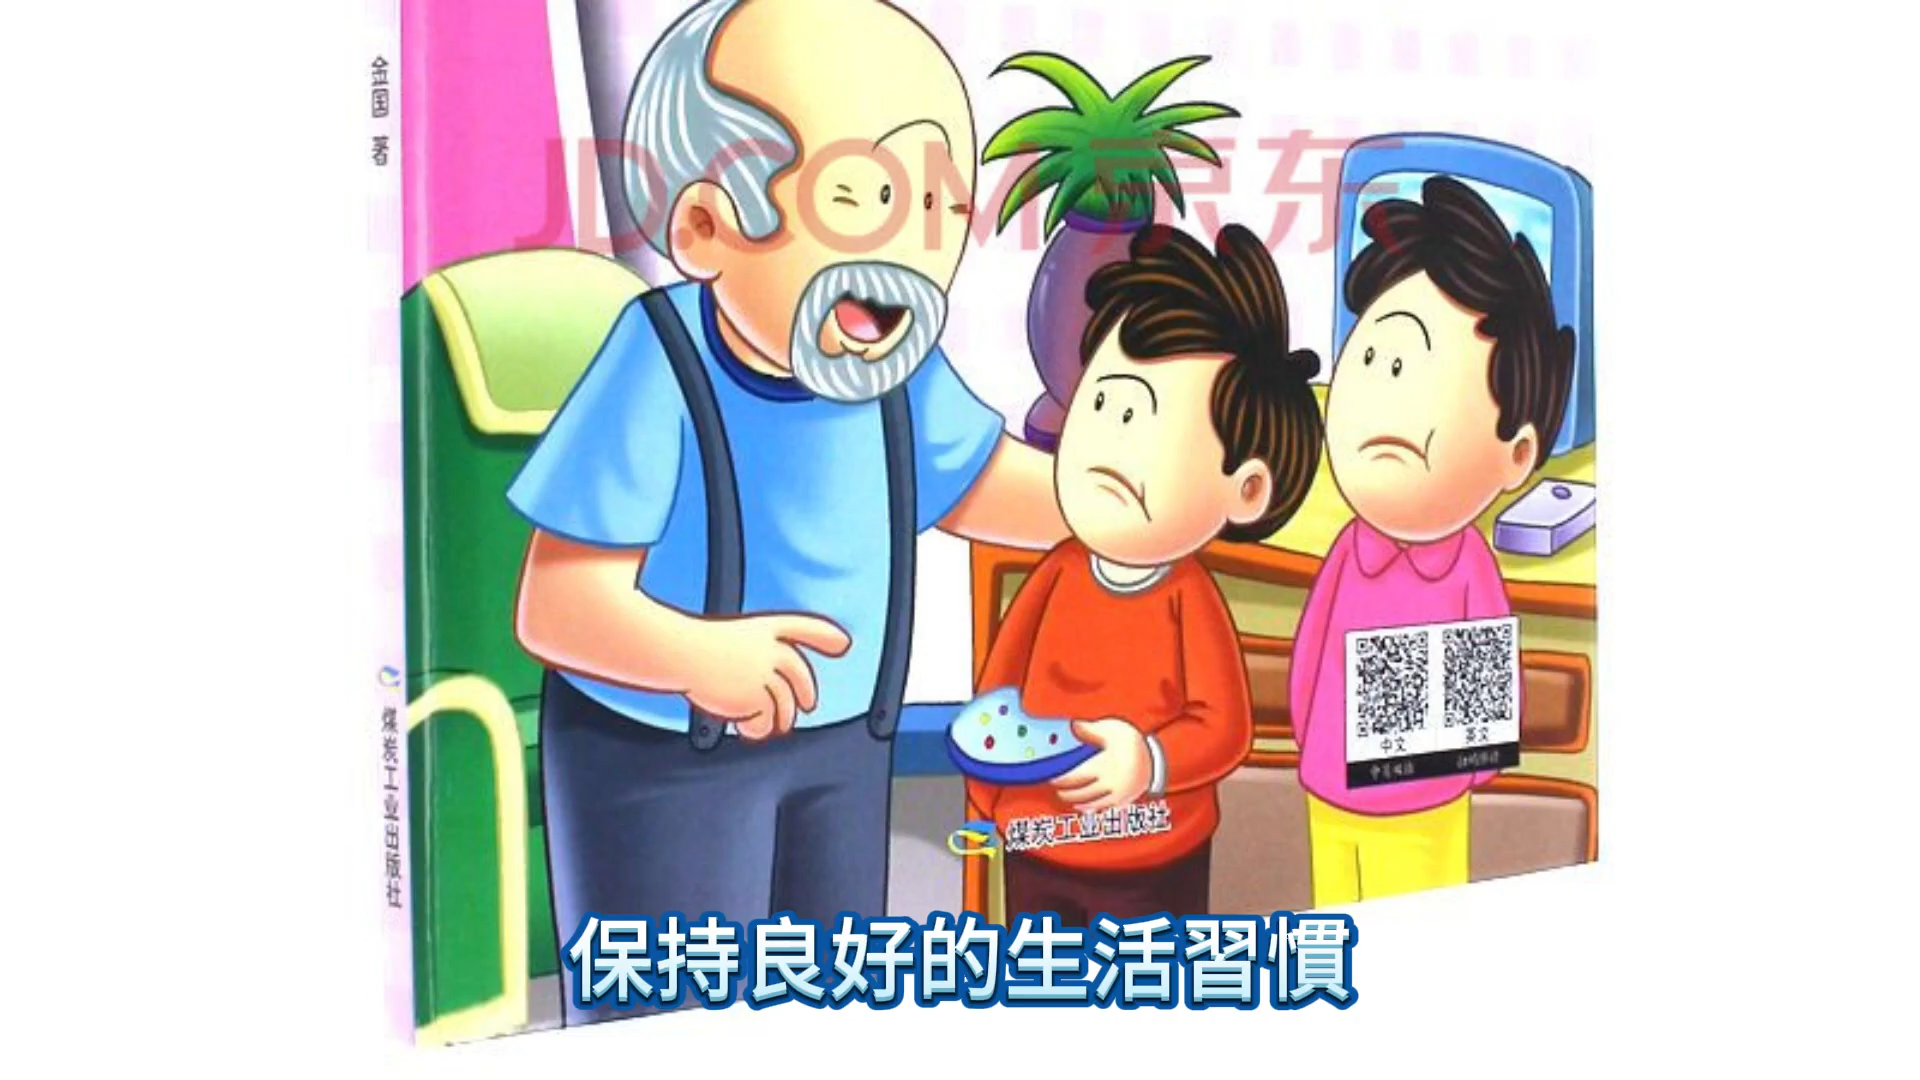 金国 著
JD.COM 京东
中文
英文
煤炭工业出版社
煤炭工业出版社
保持良好的生活習慣